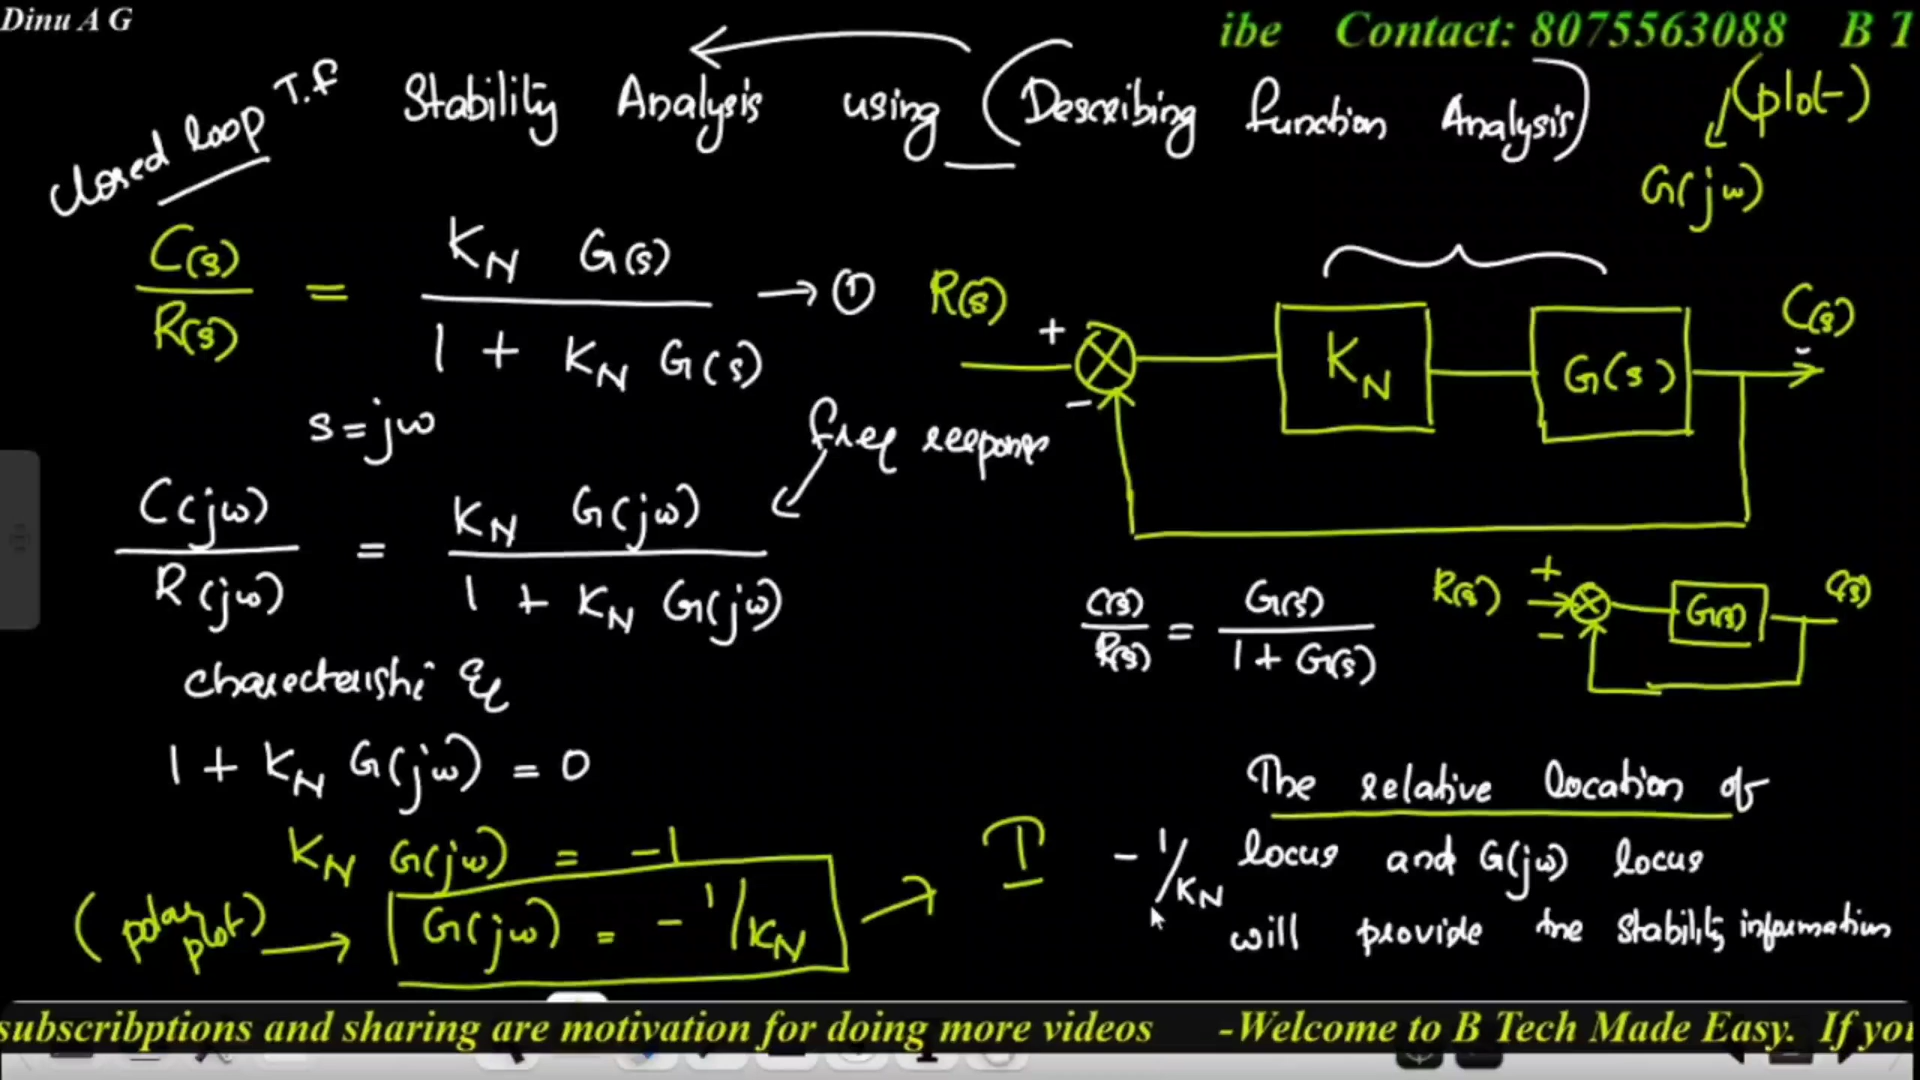 Dinu A G
ibe Contact: 8075563088 B T
closed loop T.f
Stability Analysis using (Describing function Analysis)
(plot)
G(jω)
C(s)/R(s) = K_N G(s) / 1 + K_N G(s) → ①
R(s) + - K_N G(s) C(s)
s = jω
freq response
C(jω)/R(jω) = K_N G(jω) / 1 + K_N G(jω)
C(s)/R(s) = G(s) / 1 + G(s)
R(s) + - G(s) C(s)
charecteristic Eq
1 + K_N G(jω) = 0
K_N G(jω) = -1
(polar plot) → G(jω) = -1/K_N → I
The relative location of
-1/K_N locus and G(jω) locus
will provide the stability information
subscribptions and sharing are motivation for doing more videos -Welcome to B Tech Made Easy. If you